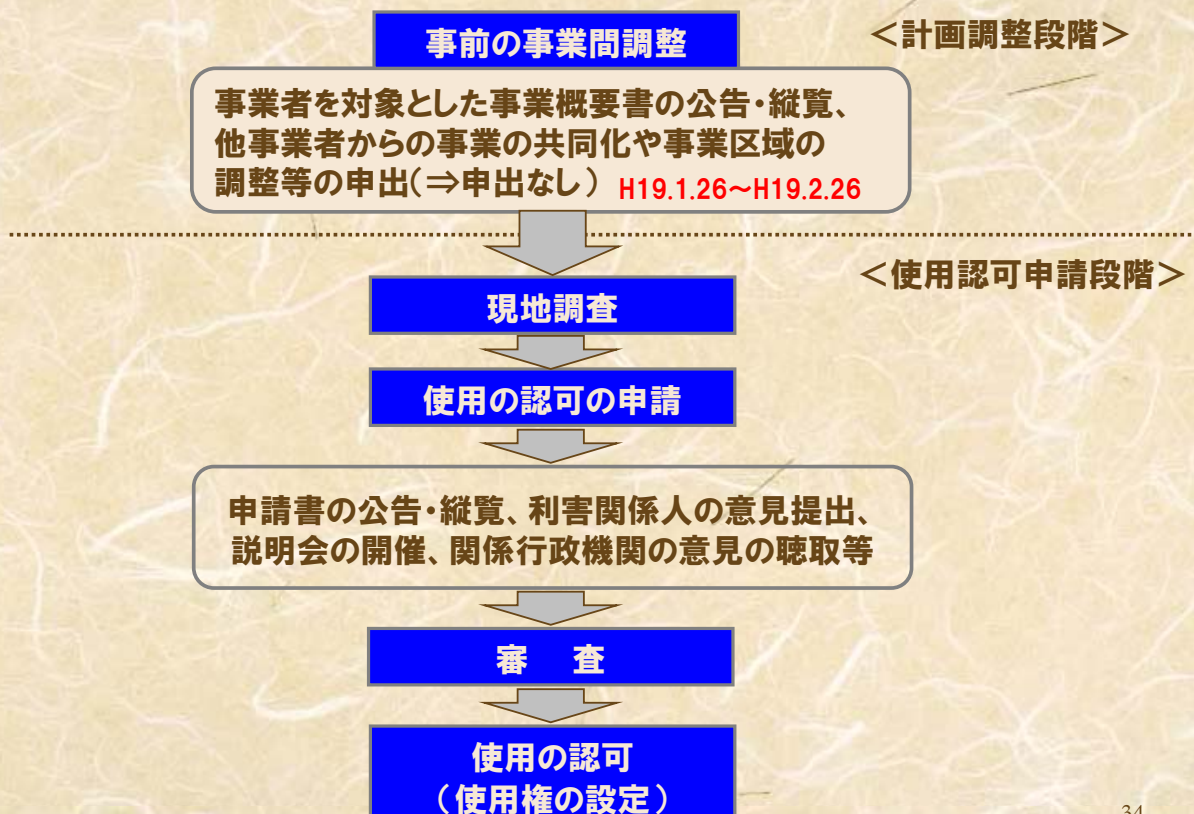 事前の事業間調整
＜計画調整段階＞
事業者を対象とした事業概要書の公告・縦覧、
他事業者からの事業の共同化や事業区域の
調整等の申出(⇒申出なし） H19.1.26～H19.2.26
＜使用認可申請段階＞
現地調査
使用の認可の申請
申請書の公告・縦覧、利害関係人の意見提出、
説明会の開催、関係行政機関の意見の聴取等
審　査
使用の認可
（使用権の設定）
34